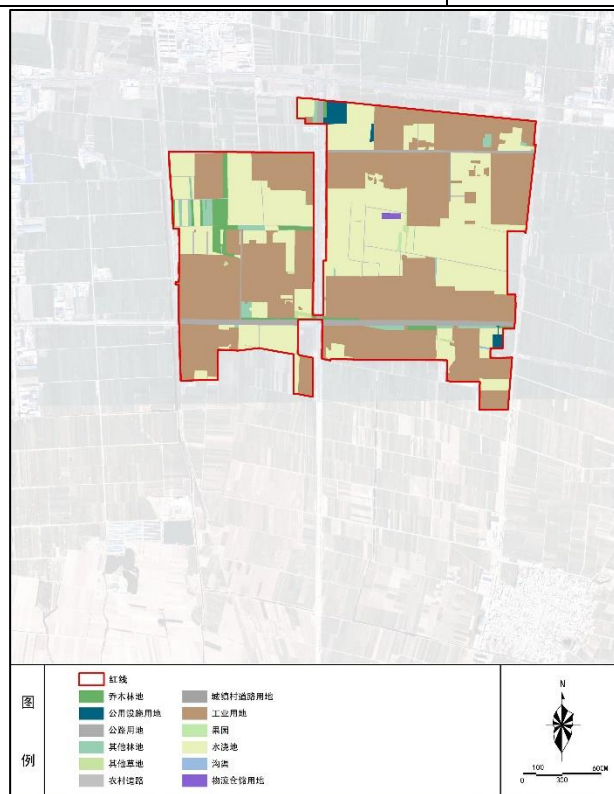 图例
红线
乔木林地
城镇村道路用地
公用设施用地
工业用地
公路用地
果园
其他林地
水浇地
其他草地
沟渠
农村道路
物流仓储用地
N
0 100 300 600M